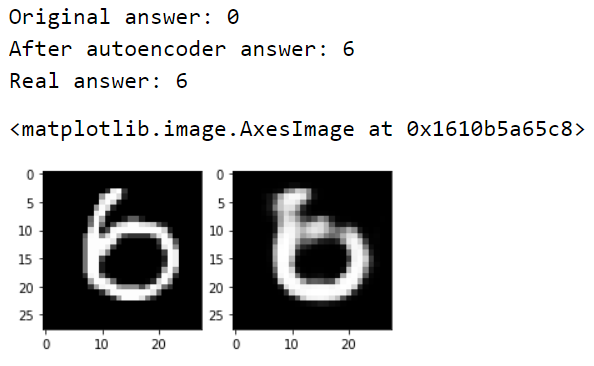 Original answer: 0
After autoencoder answer: 6
Real answer: 6
<matplotlib.image.AxesImage at 0x1610b5a65c8>
0
5
10
15
20
25
0 10 20
0
5
10
15
20
25
0 10 20